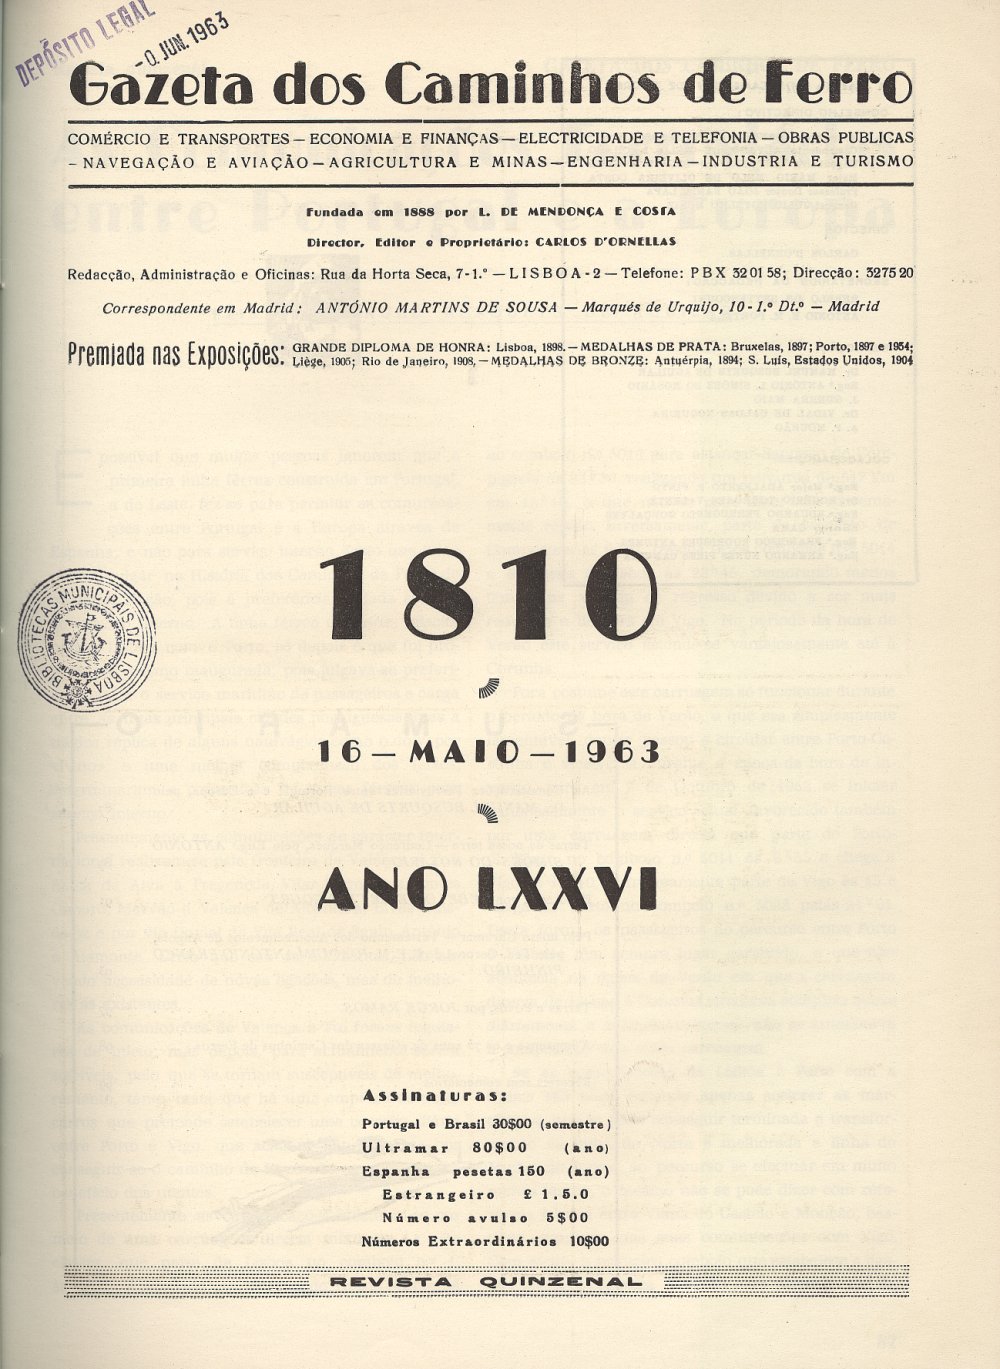 DEPÓSITO LEGAL
JUN. 1963
Gazeta dos Caminhos de Ferro
COMÉRCIO E TRANSPORTES — ECONOMIA E FINANÇAS — ELECTRICIDADE E TELEFONIA — OBRAS PUBLICAS
– NAVEGAÇÃO E AVIAÇÃO — AGRICULTURA E MINAS — ENGENHARIA — INDUSTRIA E TURISMO
Fundada em 1888 por L. DE MENDONÇA E COSTA
Director, Editor e Proprietário: CARLOS D'ORNELLAS
Redacção, Administração e Oficinas: Rua da Horta Seca, 7-1.º — LISBOA-2 — Telefone: PBX 320158; Direcção: 327520
Correspondente em Madrid: ANTÓNIO MARTINS DE SOUSA — Marqués de Urquijo, 10-1.º Dt.º — Madrid
Premiada nas Exposições: GRANDE DIPLOMA DE HONRA: Lisboa, 1898. — MEDALHAS DE PRATA: Bruxelas, 1897; Porto, 1897 e 1954;
Liège, 1905; Rio de Janeiro, 1908. — MEDALHAS DE BRONZE: Antuérpia, 1894; S. Luís, Estados Unidos, 1904
1810
BIBLIOTECAS MUNICIPAIS DE LISBOA
16 — MAIO — 1963
ANO LXXVI
Assinaturas:
Portugal e Brasil 30$00 (semestre)
Ultramar 80$00 (ano)
Espanha pesetas 150 (ano)
Estrangeiro £ 1.5.0
Número avulso 5$00
Números Extraordinários 10$00
REVISTA QUINZENAL